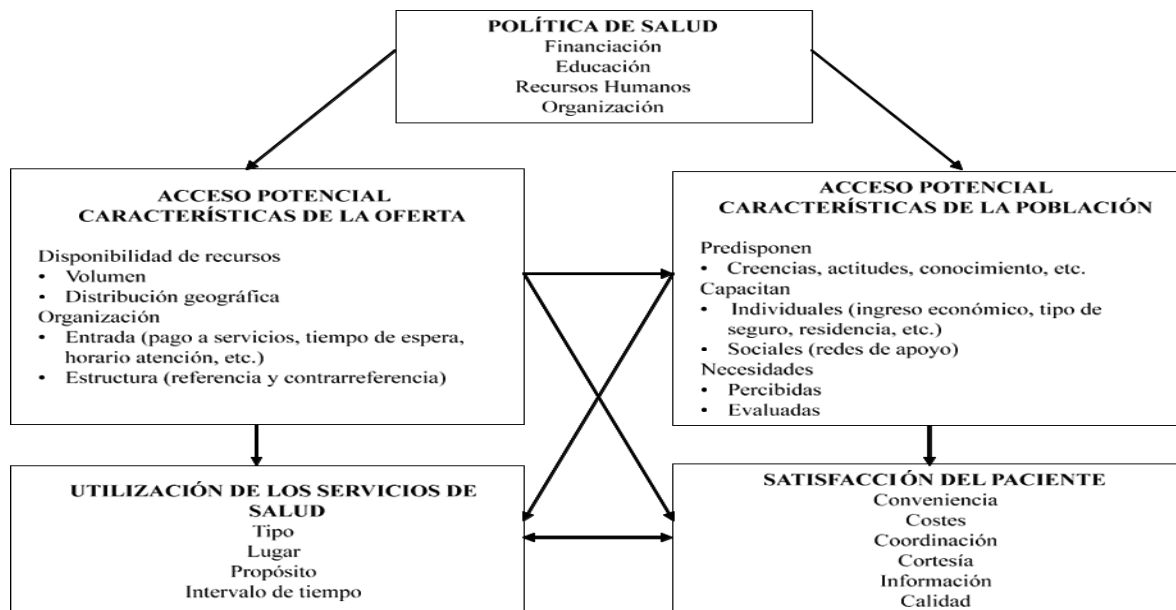 POLÍTICA DE SALUD
Financiación
Educación
Recursos Humanos
Organización
ACCESO POTENCIAL
CARACTERÍSTICAS DE LA OFERTA
Disponibilidad de recursos
• Volumen
• Distribución geográfica
Organización
• Entrada (pago a servicios, tiempo de espera,
horario atención, etc.)
• Estructura (referencia y contrarreferencia)
ACCESO POTENCIAL
CARACTERÍSTICAS DE LA POBLACIÓN
Predisponen
• Creencias, actitudes, conocimiento, etc.
Capacitan
• Individuales (ingreso económico, tipo de
seguro, residencia, etc.)
• Sociales (redes de apoyo)
Necesidades
• Percibidas
• Evaluadas
UTILIZACIÓN DE LOS SERVICIOS DE
SALUD
Tipo
Lugar
Propósito
Intervalo de tiempo
SATISFACCIÓN DEL PACIENTE
Conveniencia
Costes
Coordinación
Cortesía
Información
Calidad